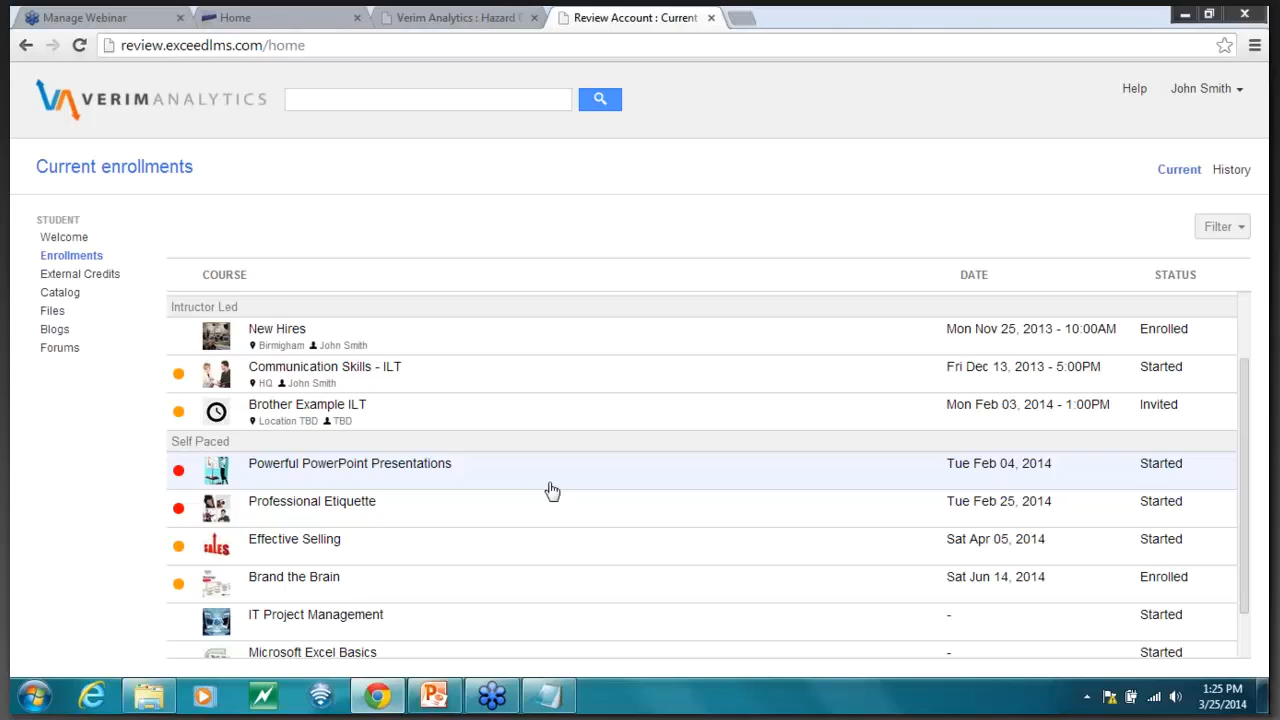 Manage Webinar
Home
Verim Analytics : Hazard
Review Account : Current
review.exceedlms.com/home
VERIMANALYTICS
Help
John Smith
Current enrollments
Current
History
STUDENT
Welcome
Enrollments
External Credits
Catalog
Files
Blogs
Forums
Filter
COURSE DATE STATUS
Intructor Led
New Hires Mon Nov 25, 2013 - 10:00AM Enrolled
Birmigham John Smith
Communication Skills - ILT Fri Dec 13, 2013 - 5:00PM Started
HQ John Smith
Brother Example ILT Mon Feb 03, 2014 - 1:00PM Invited
Location TBD TBD
Self Paced
Powerful PowerPoint Presentations Tue Feb 04, 2014 Started
Professional Etiquette Tue Feb 25, 2014 Started
SALES
Effective Selling Sat Apr 05, 2014 Started
Brand the Brain Sat Jun 14, 2014 Enrolled
IT Project Management - Started
Microsoft Excel Basics - Started
1:25 PM
3/25/2014